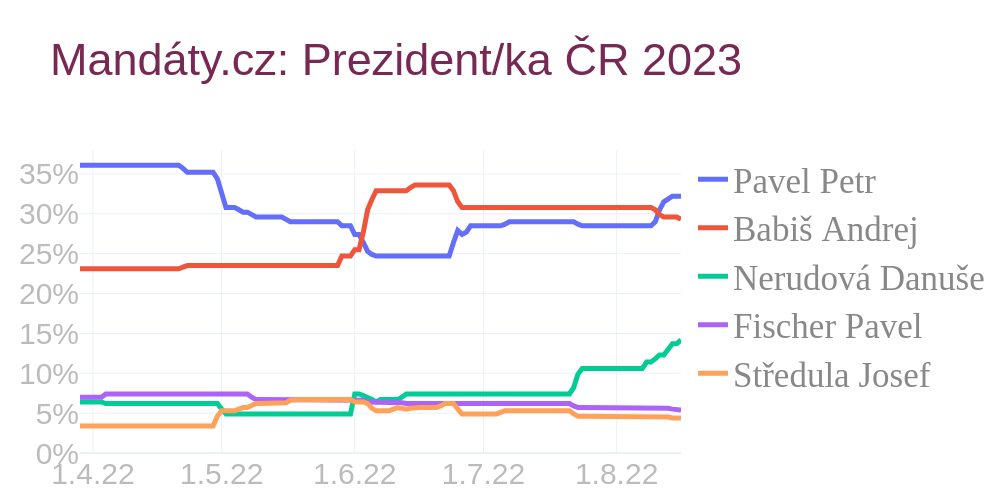 Mandáty.cz: Prezident/ka ČR 2023
35%
30%
25%
20%
15%
10%
5%
0%
1.4.22
1.5.22
1.6.22
1.7.22
1.8.22
Pavel Petr
Babiš Andrej
Nerudová Danuše
Fischer Pavel
Středula Josef